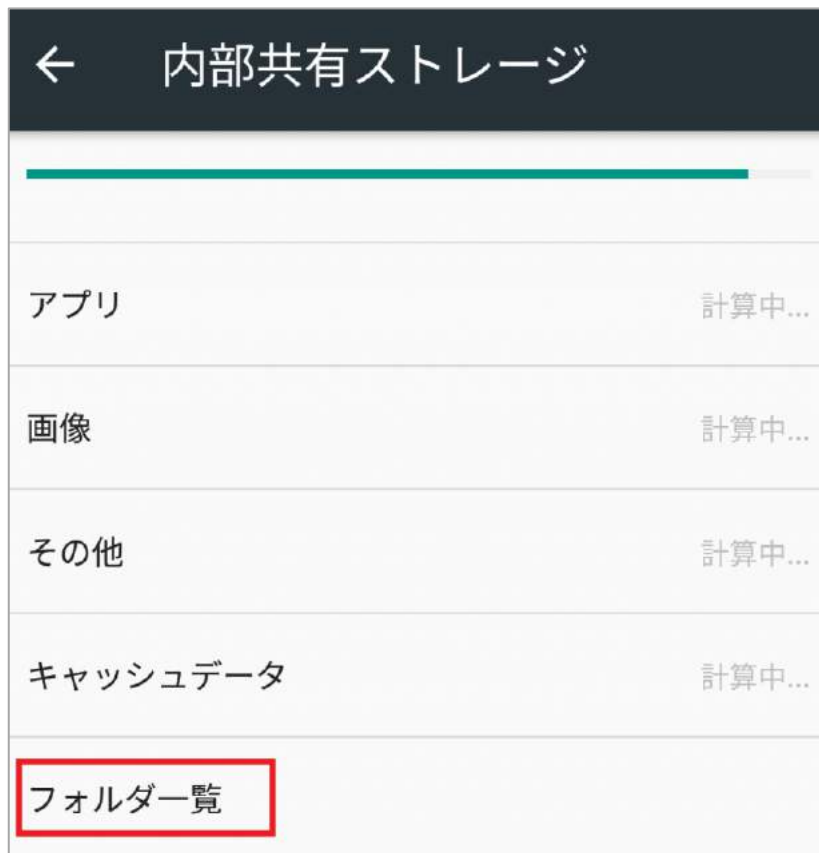 内部共有ストレージ
アプリ 計算中...
画像 計算中...
その他 計算中...
キャッシュデータ 計算中...
フォルダ一覧